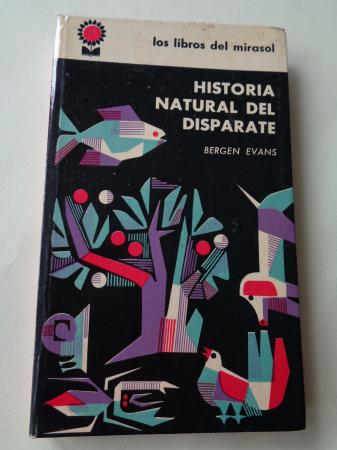 los libros del mirasol
HISTORIA
NATURAL DEL
DISPARATE
BERGEN EVANS